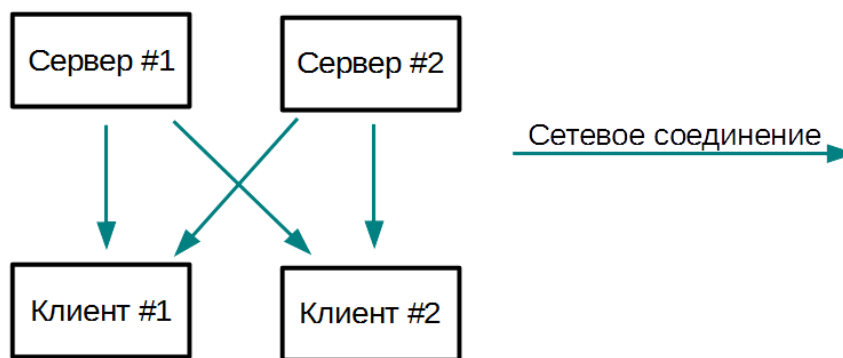 Сервер #1
Сервер #2
Сетевое соединение
Клиент #1
Клиент #2